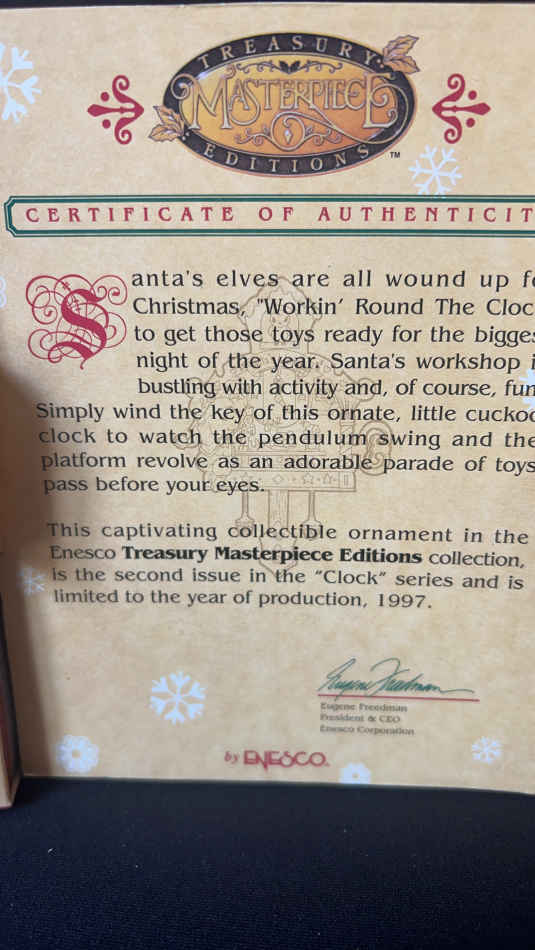 TREASURY
MASTERPIECE
EDITIONS
TM
CERTIFICATE OF AUTHENTICIT
Santa's elves are all wound up fo
Christmas, "Workin' Round The Cloc
to get those toys ready for the bigges
night of the year. Santa's workshop i
bustling with activity and, of course, fun
Simply wind the key of this ornate, little cuckoo
clock to watch the pendulum swing and the
platform revolve as an adorable parade of toys
pass before your eyes.
This captivating collectible ornament in the
Enesco Treasury Masterpiece Editions collection,
is the second issue in the "Clock" series and is
limited to the year of production, 1997.
Eugene Freedman
Eugene Freedman
President & CEO
Enesco Corporation
by ENESCO.